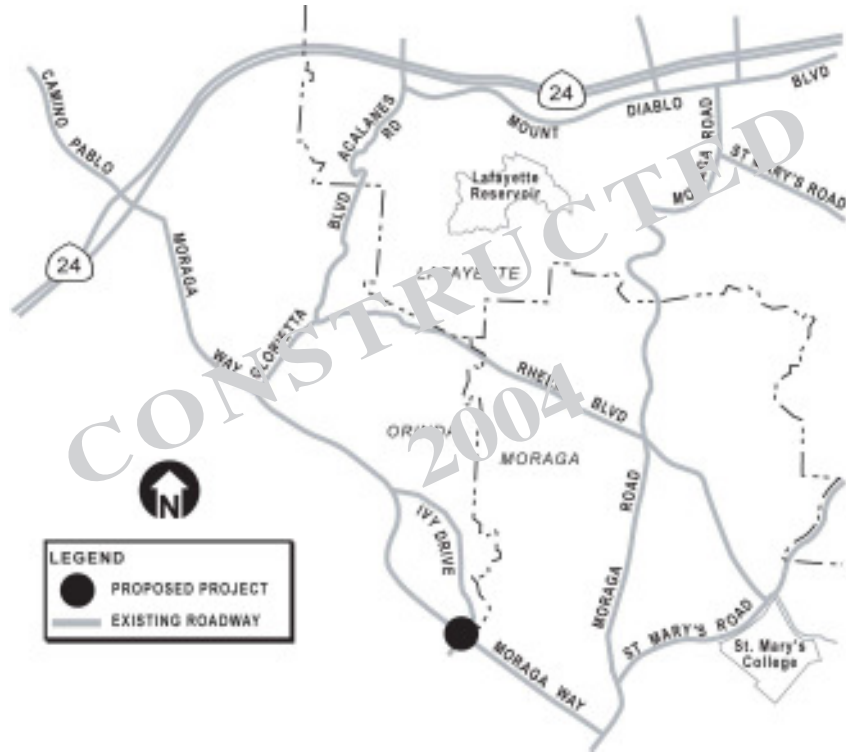 CAMINO
PABLO
24
ACALANES
RD
24
MOUNT
DIABLO
BLVD
MORAGA ROAD
ST MARY'S ROAD
Lafayette
Reservoir
BLVD
MORAGA
WAY
GLORIETTA
LAFAYETTE
CONSTRUCTED
2004
RHEEM
BLVD
ORINDA
MORAGA
N
IVY DRIVE
ROAD
MORAGA
LEGEND
PROPOSED PROJECT
EXISTING ROADWAY
MORAGA WAY
ST MARY'S ROAD
St. Mary's
College